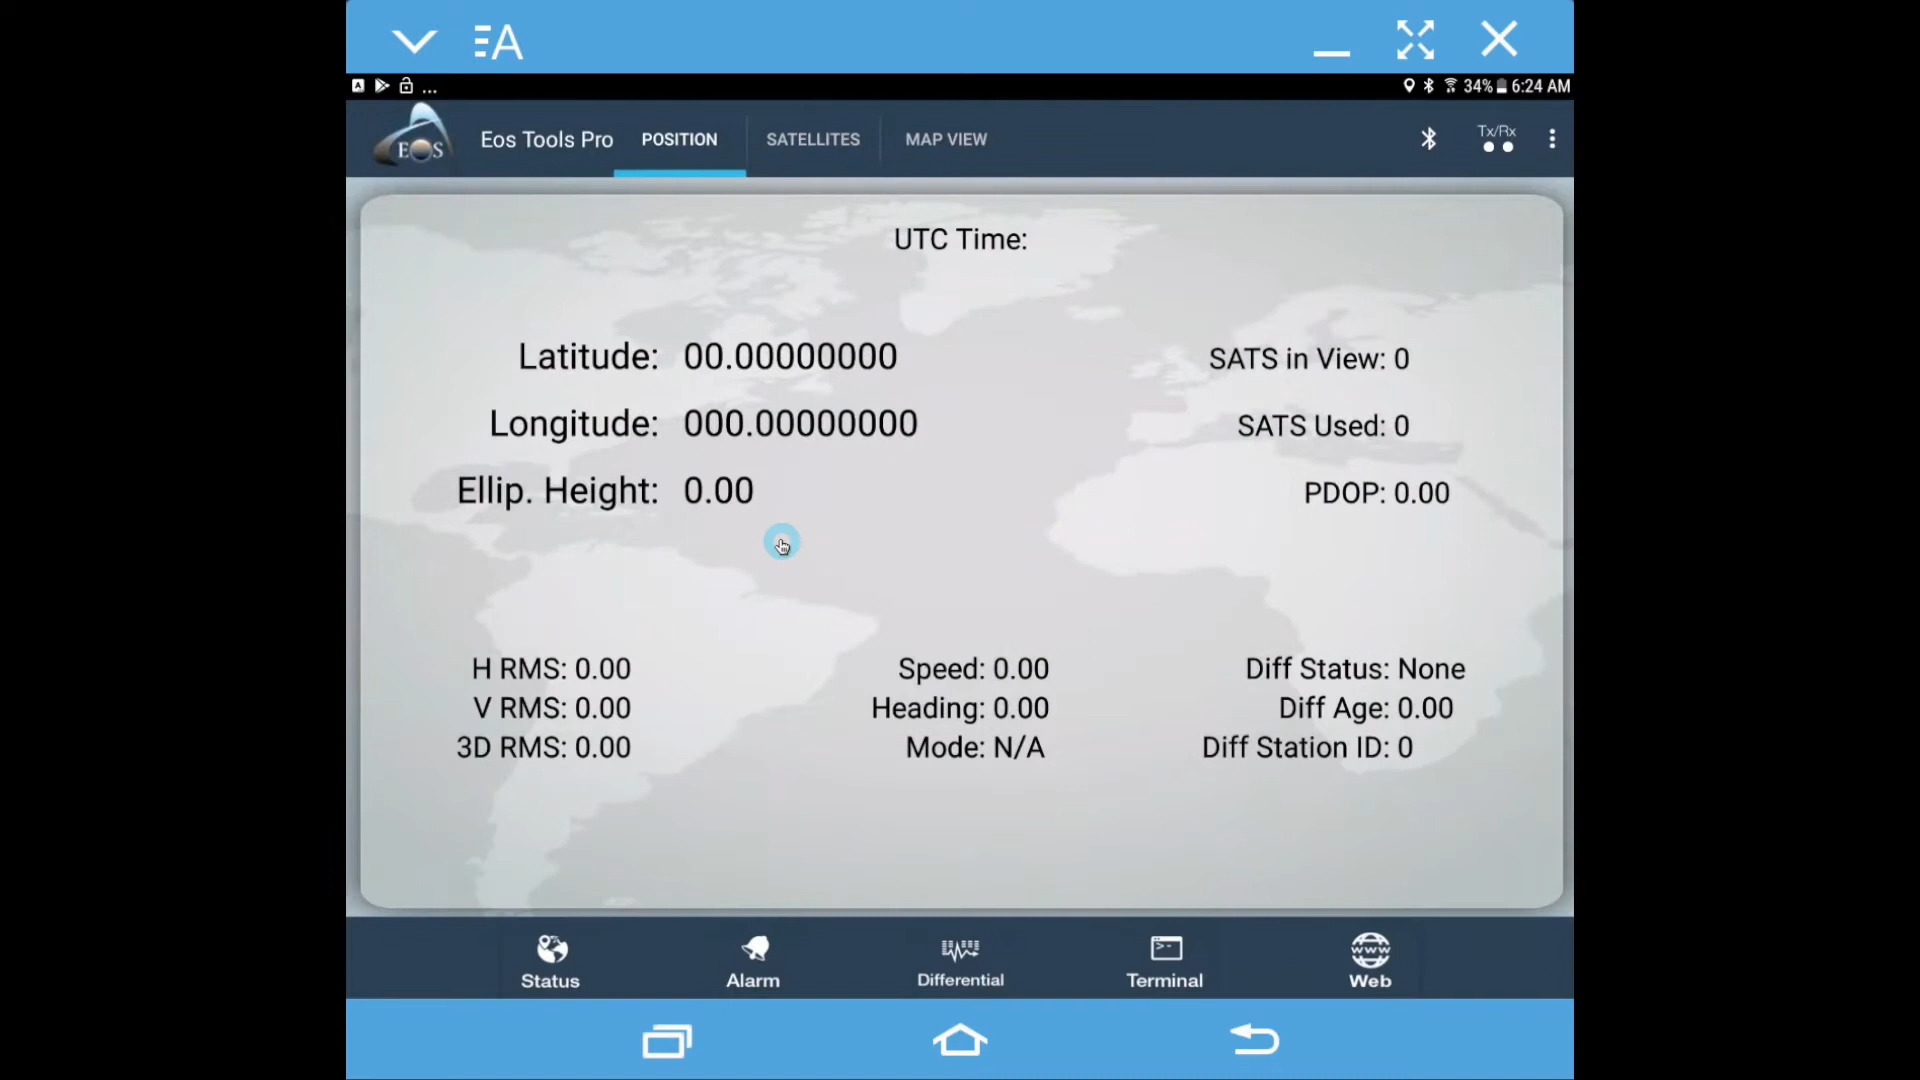 A
A ... 34% 6:24 AM
EOS Eos Tools Pro POSITION SATELLITES MAP VIEW Tx/Rx
UTC Time:
Latitude: 00.00000000 SATS in View: 0
Longitude: 000.00000000 SATS Used: 0
Ellip. Height: 0.00 PDOP: 0.00
H RMS: 0.00 Speed: 0.00 Diff Status: None
V RMS: 0.00 Heading: 0.00 Diff Age: 0.00
3D RMS: 0.00 Mode: N/A Diff Station ID: 0
WWW
Status Alarm Differential Terminal Web